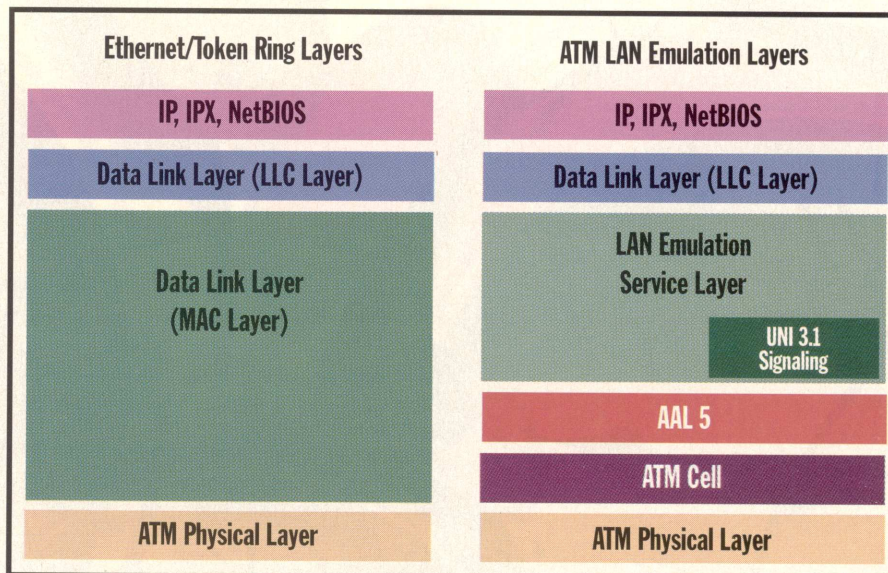 Ethernet/Token Ring Layers
IP, IPX, NetBIOS
Data Link Layer (LLC Layer)
Data Link Layer
(MAC Layer)
ATM Physical Layer
ATM LAN Emulation Layers
IP, IPX, NetBIOS
Data Link Layer (LLC Layer)
LAN Emulation
Service Layer
UNI 3.1
Signaling
AAL 5
ATM Cell
ATM Physical Layer